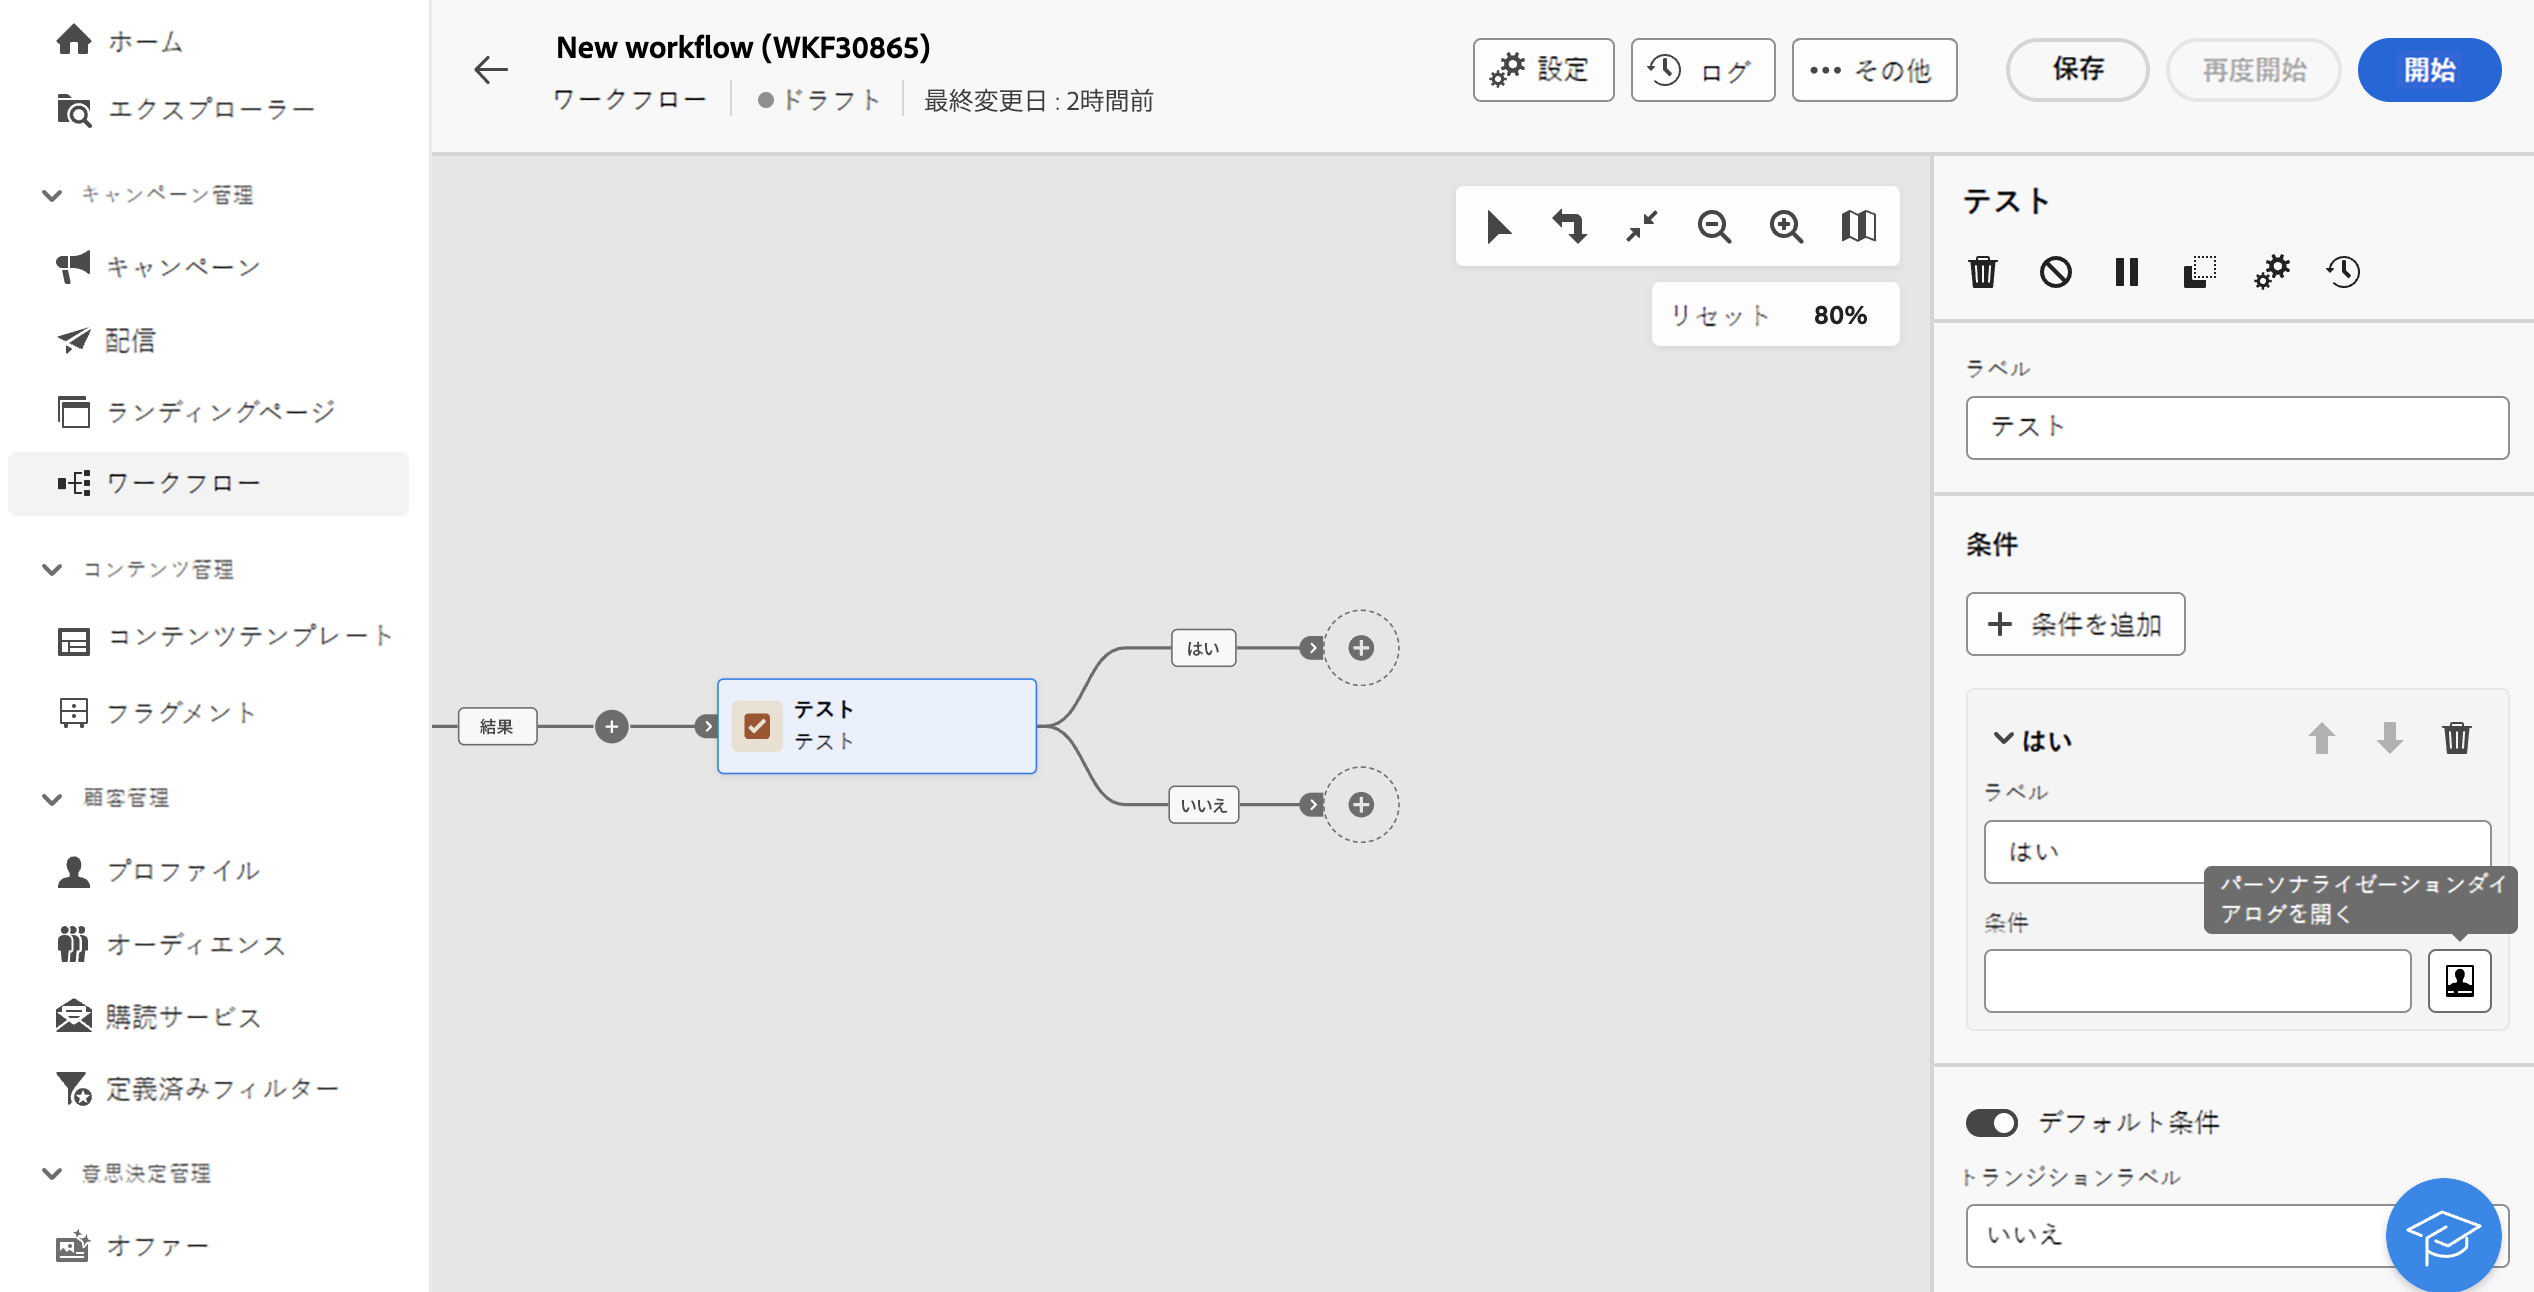 ホーム
エクスプローラー
キャンペーン管理
キャンペーン
配信
ランディングページ
ワークフロー
コンテンツ管理
コンテンツテンプレート
フラグメント
顧客管理
プロファイル
オーディエンス
購読サービス
定義済みフィルター
意思決定管理
オファー
New workflow (WKF30865)
ワークフロー
ドラフト
最終変更日 : 2時間前
設定
ログ
その他
保存
再度開始
開始
リセット
80%
結果
テスト
テスト
はい
いいえ
テスト
ラベル
テスト
条件
条件を追加
はい
ラベル
はい
パーソナライゼーションダイ
アログを開く
条件
デフォルト条件
トランジションラベル
いいえ